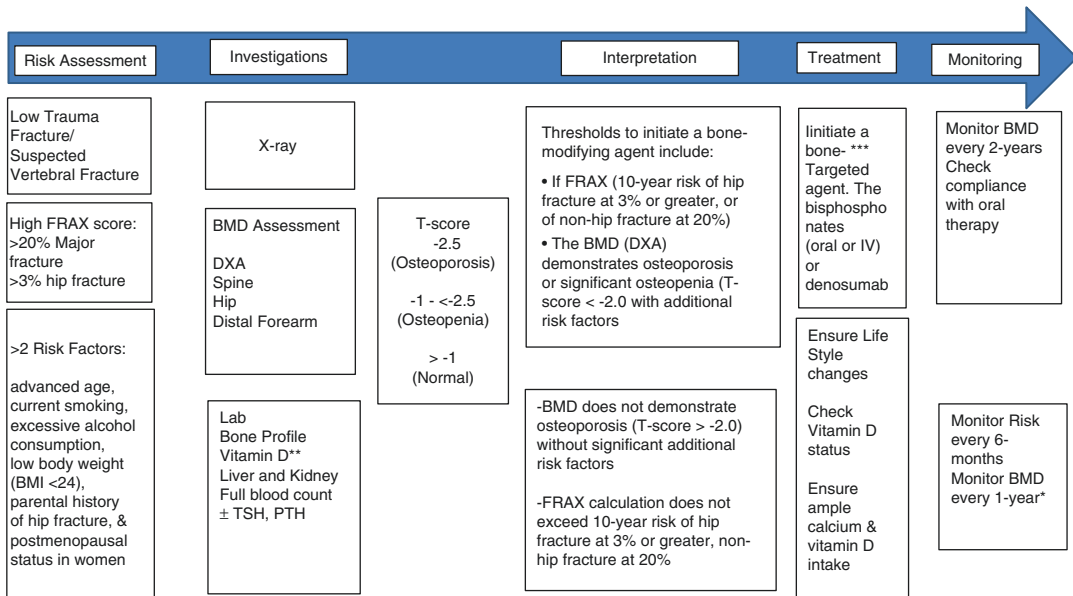 Risk Assessment
Investigations
Interpretation
Treatment
Monitoring
Low Trauma
Fracture/
Suspected
Vertebral Fracture
High FRAX score:
>20% Major
fracture
>3% hip fracture
>2 Risk Factors:
advanced age,
current smoking,
excessive alcohol
consumption,
low body weight
(BMI <24),
parental history
of hip fracture, &
postmenopausal
status in women
X-ray
BMD Assessment
DXA
Spine
Hip
Distal Forearm
Lab
Bone Profile
Vitamin D**
Liver and Kidney
Full blood count
± TSH, PTH
T-score
-2.5
(Osteoporosis)
-1 - <-2.5
(Osteopenia)
> -1
(Normal)
Thresholds to initiate a bone-
modifying agent include:
• If FRAX (10-year risk of hip
fracture at 3% or greater, or
of non-hip fracture at 20%)
• The BMD (DXA)
demonstrates osteoporosis
or significant osteopenia (T-
score < -2.0 with additional
risk factors
-BMD does not demonstrate
osteoporosis (T-score > -2.0)
without significant additional
risk factors
-FRAX calculation does not
exceed 10-year risk of hip
fracture at 3% or greater, non-
hip fracture at 20%
Iinitiate a
bone- ***
Targeted
agent. The
bisphospho
nates
(oral or IV)
or
denosumab
Ensure Life
Style
changes
Check
Vitamin D
status
Ensure
ample
calcium &
vitamin D
intake
Monitor BMD
every 2-years
Check
compliance
with oral
therapy
Monitor Risk
every 6-
months
Monitor BMD
every 1-year*